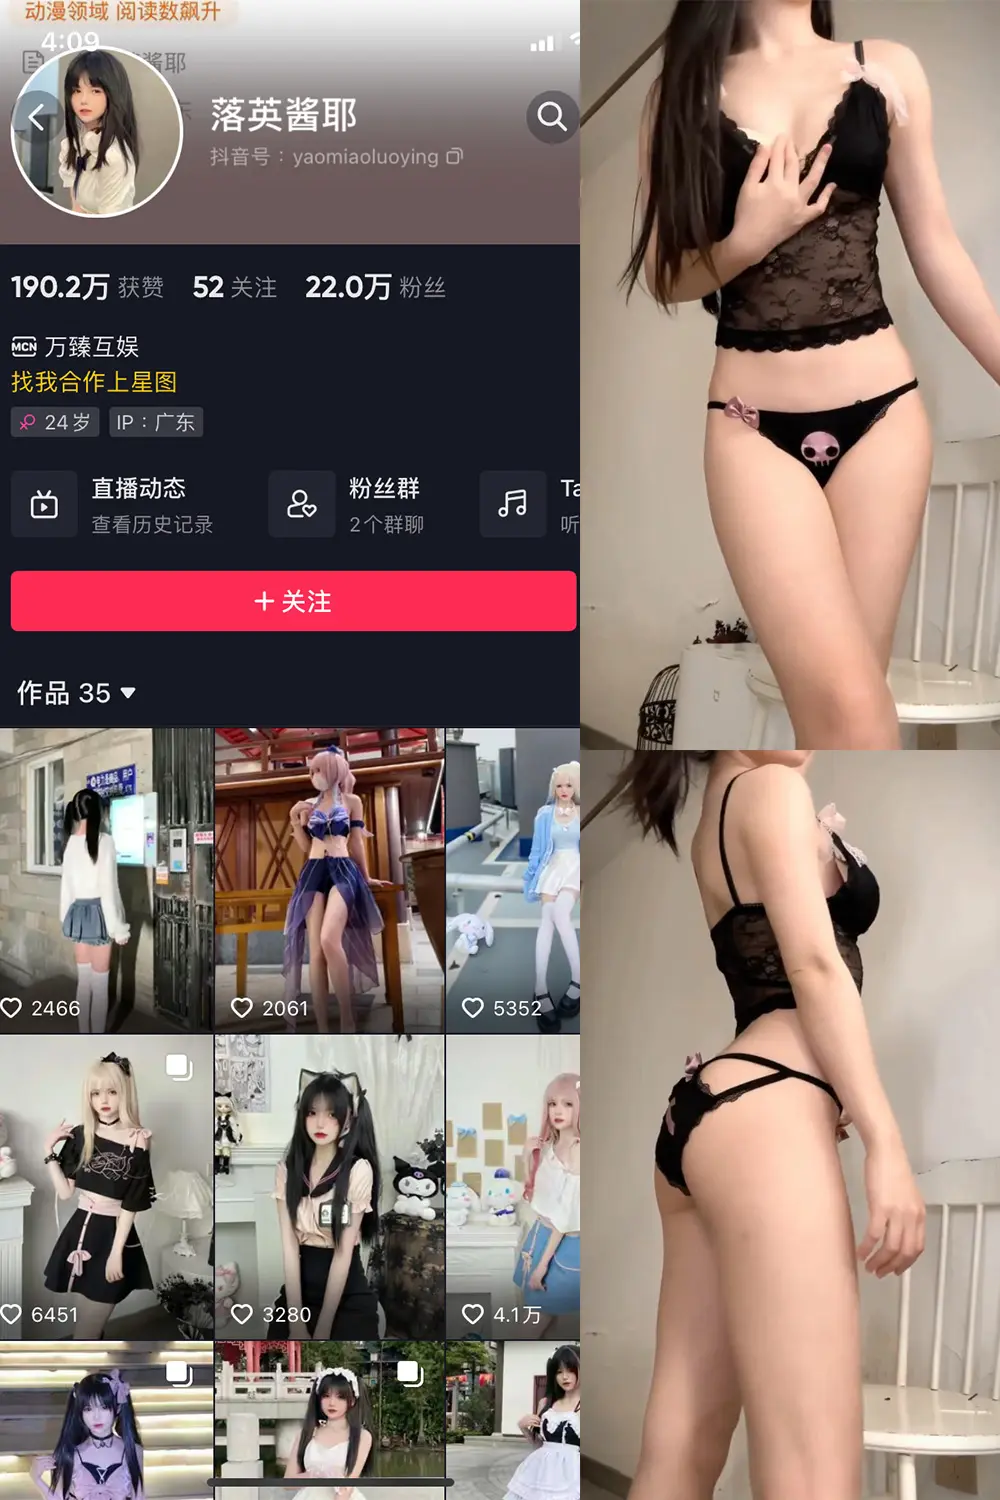 动漫领域 阅读数飙升
4:09
酱耶
落英酱耶
抖音号：yaomiaoluoying
190.2万 获赞 52 关注 22.0万 粉丝
MCN 万臻互娱
找我合作上星图
24岁 IP：广东
直播动态 粉丝群 Ta
查看历史记录 2个群聊 听
+ 关注
作品 35
2466 2061 5352
6451 3280 4.1万